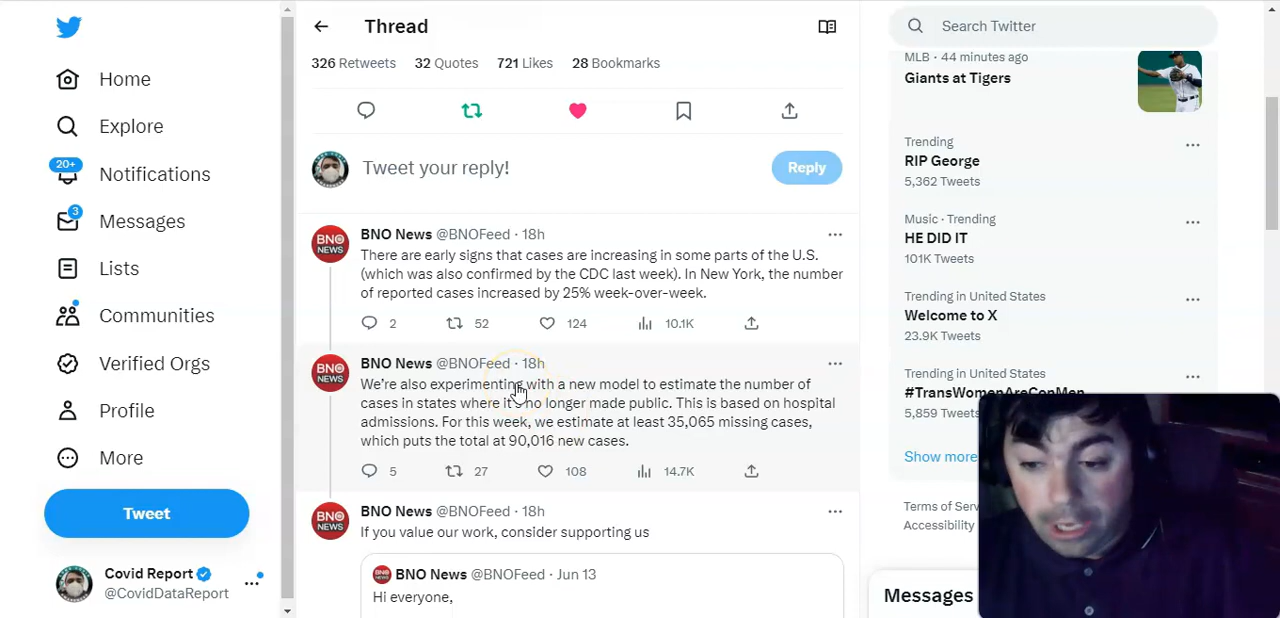 Home
Explore
20+
Notifications
3
Messages
Lists
Communities
Verified Orgs
Profile
More
Tweet
Covid Report
@CovidDataReport
Thread
326 Retweets 32 Quotes 721 Likes 28 Bookmarks
Tweet your reply!
Reply
BNO NEWS
BNO News @BNOFeed · 18h
There are early signs that cases are increasing in some parts of the U.S.
(which was also confirmed by the CDC last week). In New York, the number
of reported cases increased by 25% week-over-week.
2 52 124 10.1K
BNO NEWS
BNO News @BNOFeed · 18h
We're also experimenting with a new model to estimate the number of
cases in states where it no longer made public. This is based on hospital
admissions. For this week, we estimate at least 35,065 missing cases,
which puts the total at 90,016 new cases.
5 27 108 14.7K
BNO NEWS
BNO News @BNOFeed · 18h
If you value our work, consider supporting us
BNO News @BNOFeed · Jun 13
Hi everyone,
Search Twitter
MLB · 44 minutes ago
Giants at Tigers
Trending
RIP George
5,362 Tweets
Music · Trending
HE DID IT
101K Tweets
Trending in United States
Welcome to X
23.9K Tweets
Trending in United States
#TransWomenAreConMen
5,859 Tweets
Show more
Terms of Serv
Accessibility
Messages